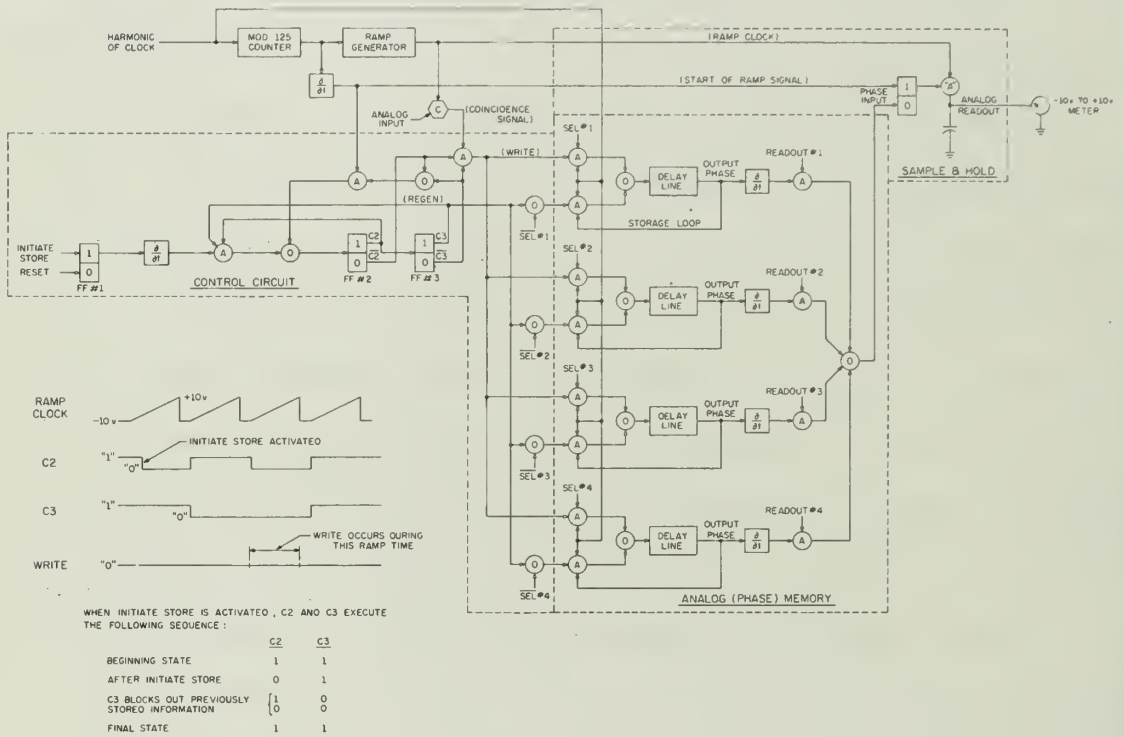 HARMONIC
OF CLOCK
MOD 125
COUNTER
RAMP
GENERATOR
(RAMP CLOCK)
∂
∂t
(START OF RAMP SIGNAL)
PHASE
INPUT
1
0
"A"
ANALOG
READOUT
-10v TO +10v
METER
SAMPLE & HOLD
ANALOG
INPUT
C
(COINCIDENCE
SIGNAL)
A
(WRITE)
A
O
(REGEN)
INITIATE
STORE
RESET
1
0
FF #1
∂
∂t
A
O
1
0
C2
C2
FF #2
1
0
C3
C3
FF #3
CONTROL CIRCUIT
SEL #1
A
O
DELAY
LINE
OUTPUT
PHASE
∂
∂t
READOUT #1
A
O
A
SEL #1
STORAGE LOOP
SEL #2
A
O
DELAY
LINE
OUTPUT
PHASE
∂
∂t
READOUT #2
A
O
A
SEL #2
O
SEL #3
A
O
OELAY
LINE
OUTPUT
PHASE
∂
∂t
READOUT #3
A
O
A
SEL #3
SEL #4
A
O
DELAY
LINE
OUTPUT
PHASE
∂
∂t
READOUT #4
A
O
A
SEL #4
ANALOG (PHASE) MEMORY
RAMP
CLOCK
-10v
+10v
C2
"1"
"0"
INITIATE STORE ACTIVATED
C3
"1"
"0"
WRITE OCCURS OURING
THIS RAMP TIME
WRITE
"0"
WHEN INITIATE STORE IS ACTIVATED, C2 AND C3 EXECUTE
THE FOLLOWING SEQUENCE:
C2 C3
BEGINNING STATE 1 1
AFTER INITIATE STORE 0 1
C3 BLOCKS OUT PREVIOUSLY 1 0
STOREO INFORMATION 0 0
FINAL STATE 1 1